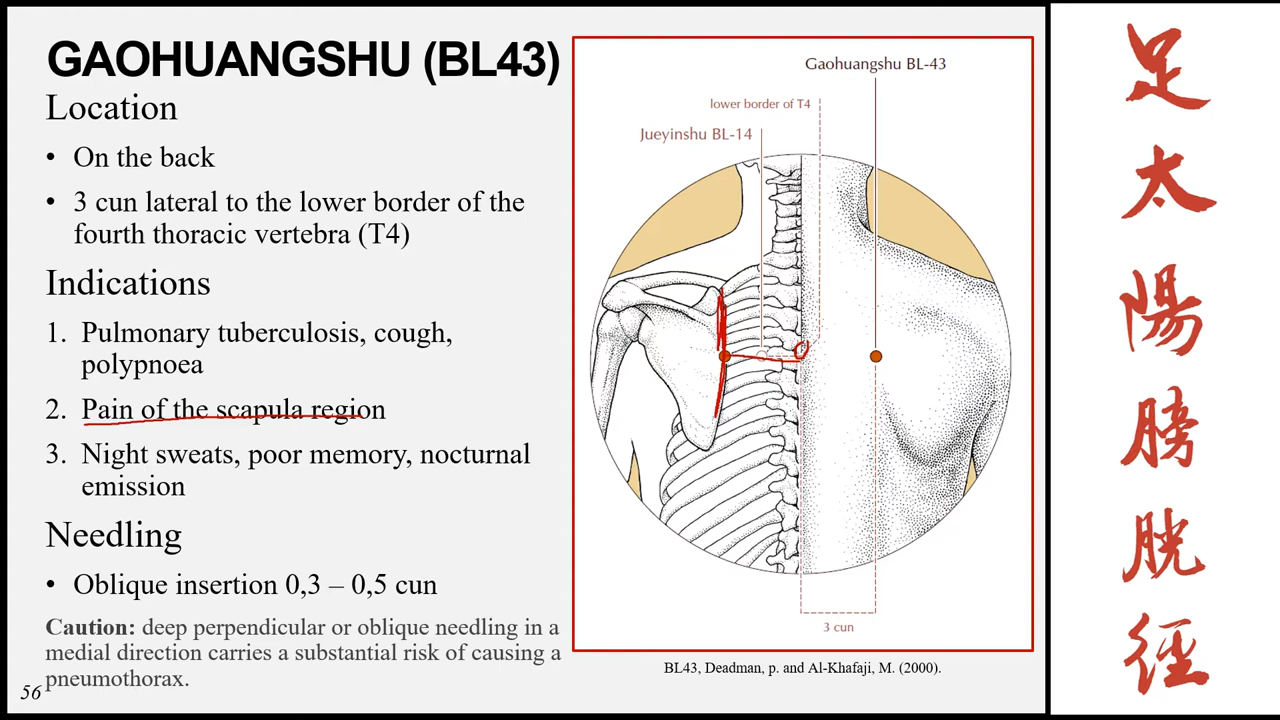 GAOHUANGSHU (BL43)
Location
• On the back
• 3 cun lateral to the lower border of the
fourth thoracic vertebra (T4)
Indications
1. Pulmonary tuberculosis, cough,
polypnoea
2. Pain of the scapula region
3. Night sweats, poor memory, nocturnal
emission
Needling
• Oblique insertion 0,3 – 0,5 cun
Caution: deep perpendicular or oblique needling in a
medial direction carries a substantial risk of causing a
pneumothorax.
56
Gaohuangshu BL-43
lower border of T4
Jueyinshu BL-14
3 cun
BL43, Deadman, p. and Al-Khafaji, M. (2000).
足太陽膀胱徑